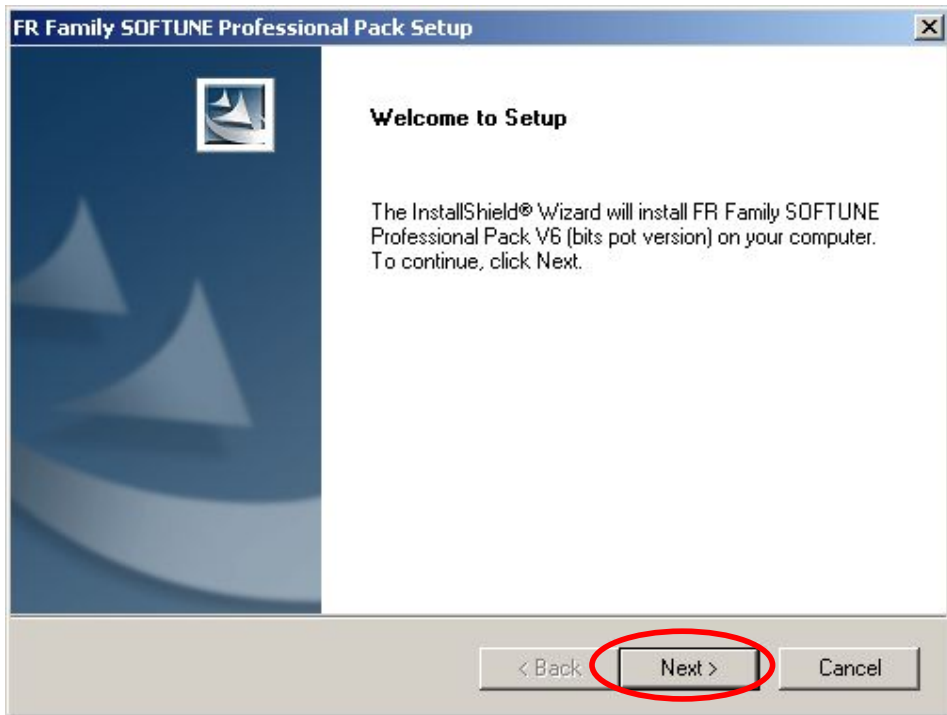 FR Family SOFTUNE Professional Pack Setup
Welcome to Setup
The InstallShield® Wizard will install FR Family SOFTUNE
Professional Pack V6 (bits pot version) on your computer.
To continue, click Next.
< Back
Next >
Cancel